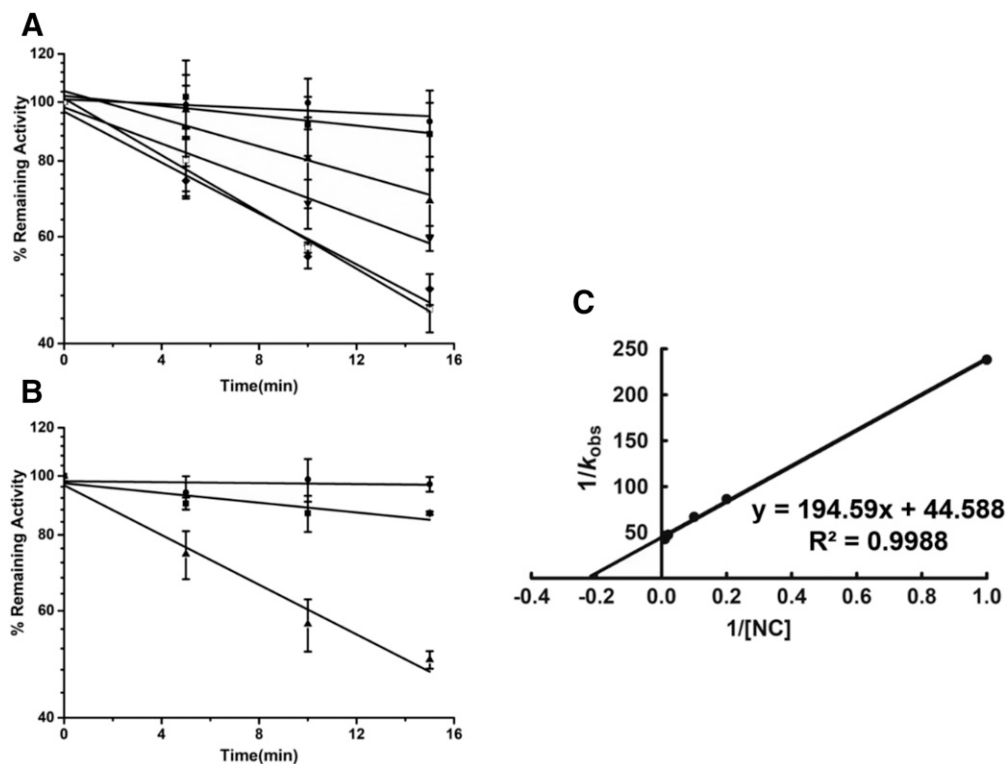 A
120
100
80
60
40
% Remaining Activity
0 4 8 12 16
Time(min)
B
120
100
80
60
40
% Remaining Activity
0 4 8 12 16
Time(min)
C
250
200
150
100
50
1/kobs
y = 194.59x + 44.588
R² = 0.9988
-0.4 -0.2 0.0 0.2 0.4 0.6 0.8 1.0
1/[NC]